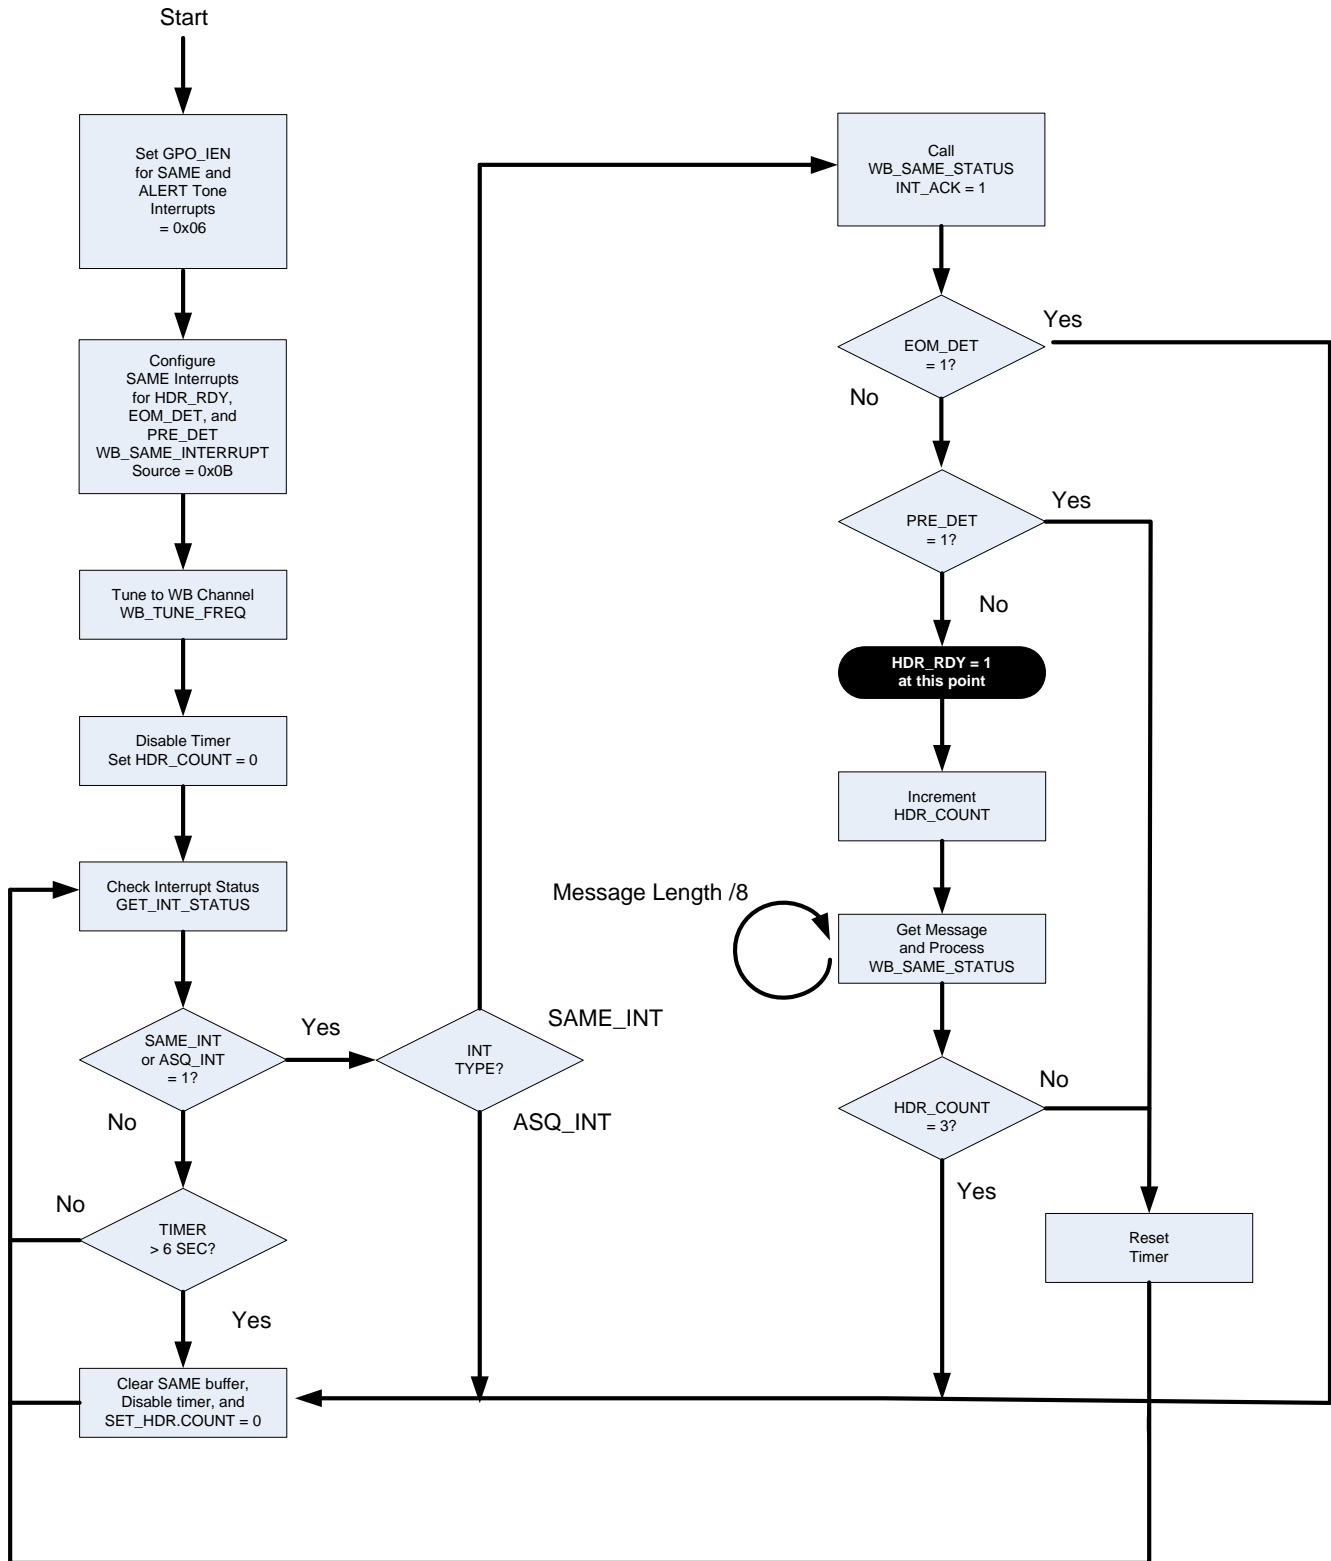 Start
Set GPO_IEN
for SAME and
ALERT Tone
Interrupts
= 0x06
Configure
SAME Interrupts
for HDR_RDY,
EOM_DET, and
PRE_DET
WB_SAME_INTERRUPT
Source = 0x0B
Tune to WB Channel
WB_TUNE_FREQ
Disable Timer
Set HDR_COUNT = 0
Check Interrupt Status
GET_INT_STATUS
SAME_INT
or ASQ_INT
= 1?
Yes
No
TIMER
> 6 SEC?
No
Yes
Clear SAME buffer,
Disable timer, and
SET_HDR.COUNT = 0
INT
TYPE?
SAME_INT
ASQ_INT
Call
WB_SAME_STATUS
INT_ACK = 1
EOM_DET
= 1?
Yes
No
PRE_DET
= 1?
Yes
No
HDR_RDY = 1
at this point
Increment
HDR_COUNT
Message Length /8
Get Message
and Process
WB_SAME_STATUS
HDR_COUNT
= 3?
No
Yes
Reset
Timer